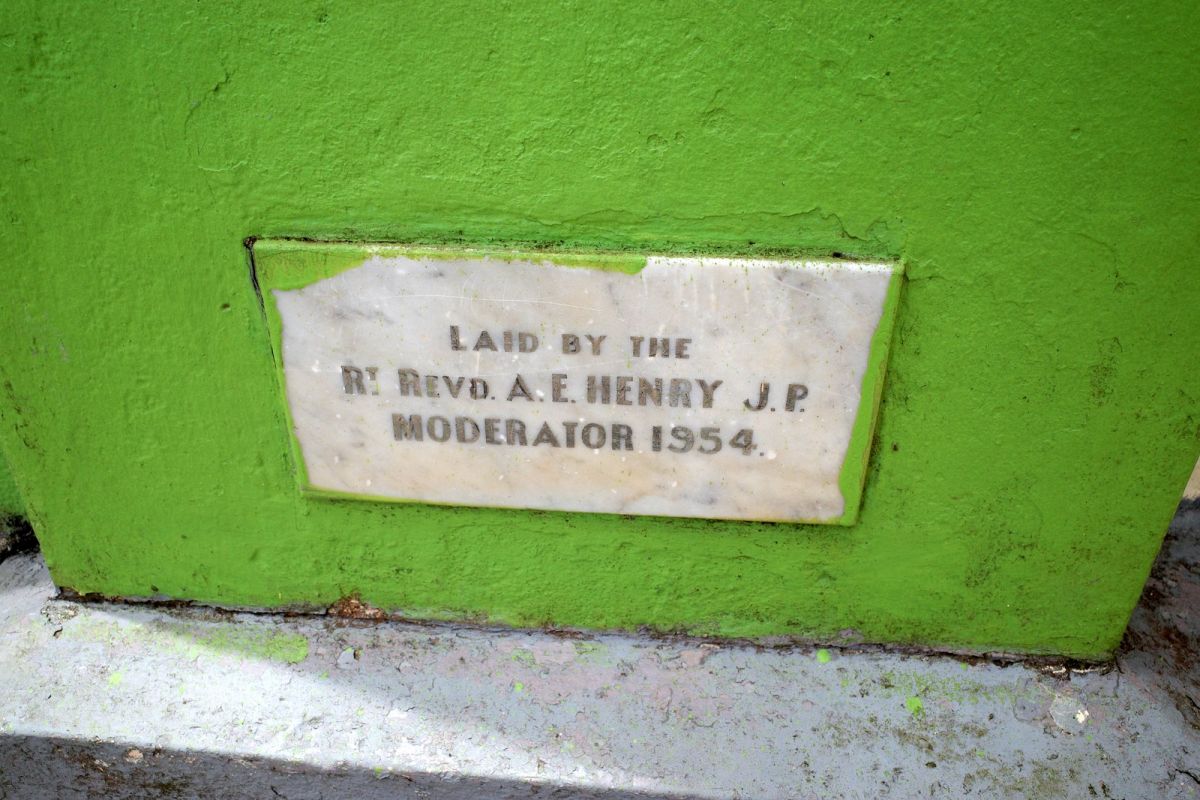 LAID BY THE
RT REVD. A.E. HENRY J.P.
MODERATOR 1954.